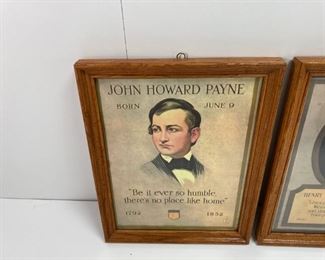 JOHN HOWARD PAYNE
BORN JUNE 9
"Be it ever so humble,
there's no place like home"
1792 1852
HENRY